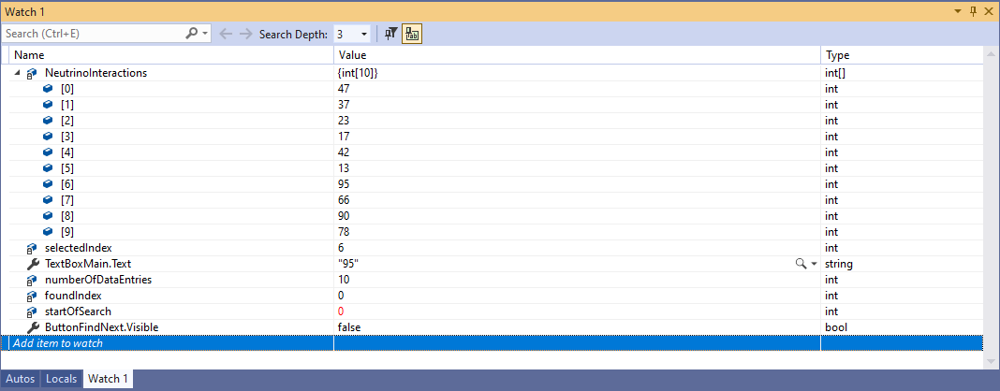 Watch 1
Search (Ctrl+E) Search Depth: 3
Name Value Type
NeutrinoInteractions {int[10]} int[]
[0] 47 int
[1] 37 int
[2] 23 int
[3] 17 int
[4] 42 int
[5] 13 int
[6] 95 int
[7] 66 int
[8] 90 int
[9] 78 int
selectedIndex 6 int
TextBoxMain.Text "95" string
numberOfDataEntries 10 int
foundIndex 0 int
startOfSearch 0 int
ButtonFindNext.Visible false bool
Add item to watch
Autos Locals Watch 1